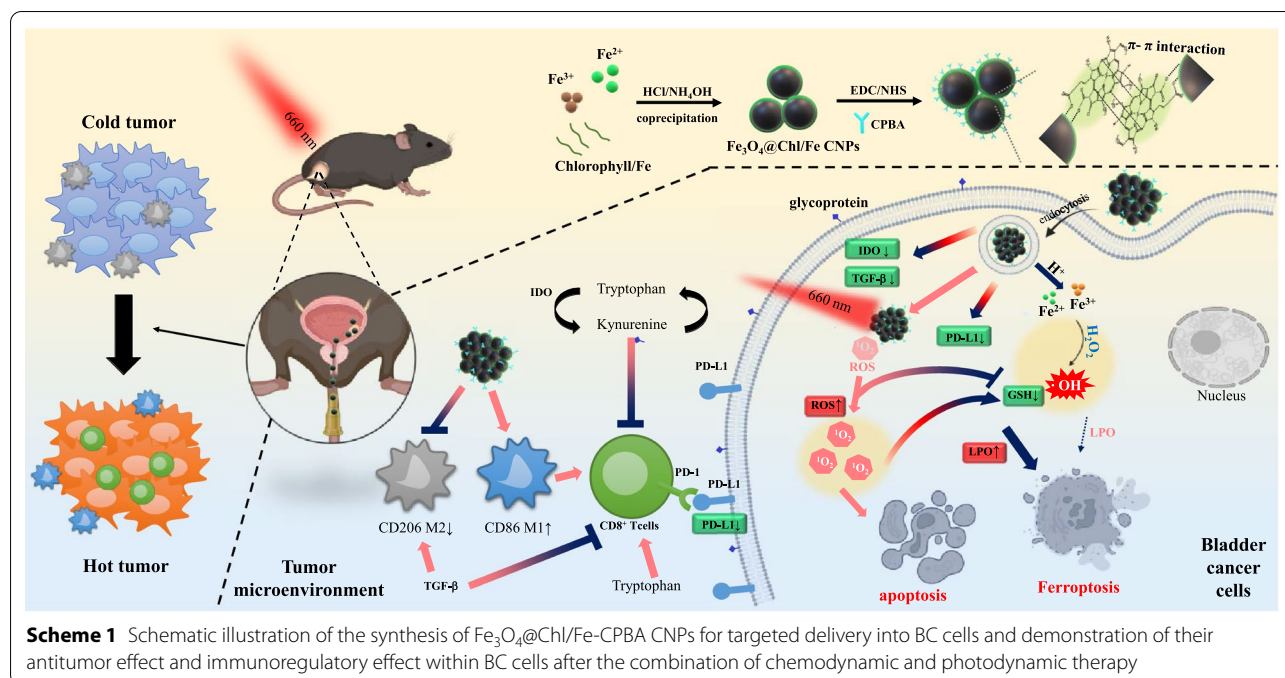 Cold tumor
Hot tumor
660 nm
Fe³⁺
Fe²⁺
Chlorophyll/Fe
HCl/NH₄OH
coprecipitation
Fe₃O₄@Chl/Fe CNPs
EDC/NHS
CPBA
π- π interaction
Tumor
microenvironment
IDO
Tryptophan
Kynurenine
CD206 M2↓
CD86 M1↑
TGF-β
CD8⁺ Tcells
Tryptophan
PD-1
PD-L1
PD-L1↓
PD-L1
glycoprotein
endocytosis
IDO ↓
TGF-β↓
660 nm
H⁺
Fe²⁺
Fe³⁺
PD-L1↓
H₂O₂
¹O₂
ROS
ROS↑
¹O₂
¹O₂
¹O₂
GSH↓
·OH
LPO
LPO↑
apoptosis
Ferroptosis
Nucleus
Bladder
cancer
cells
Scheme 1 Schematic illustration of the synthesis of Fe₃O₄@Chl/Fe-CPBA CNPs for targeted delivery into BC cells and demonstration of their
antitumor effect and immunoregulatory effect within BC cells after the combination of chemodynamic and photodynamic therapy